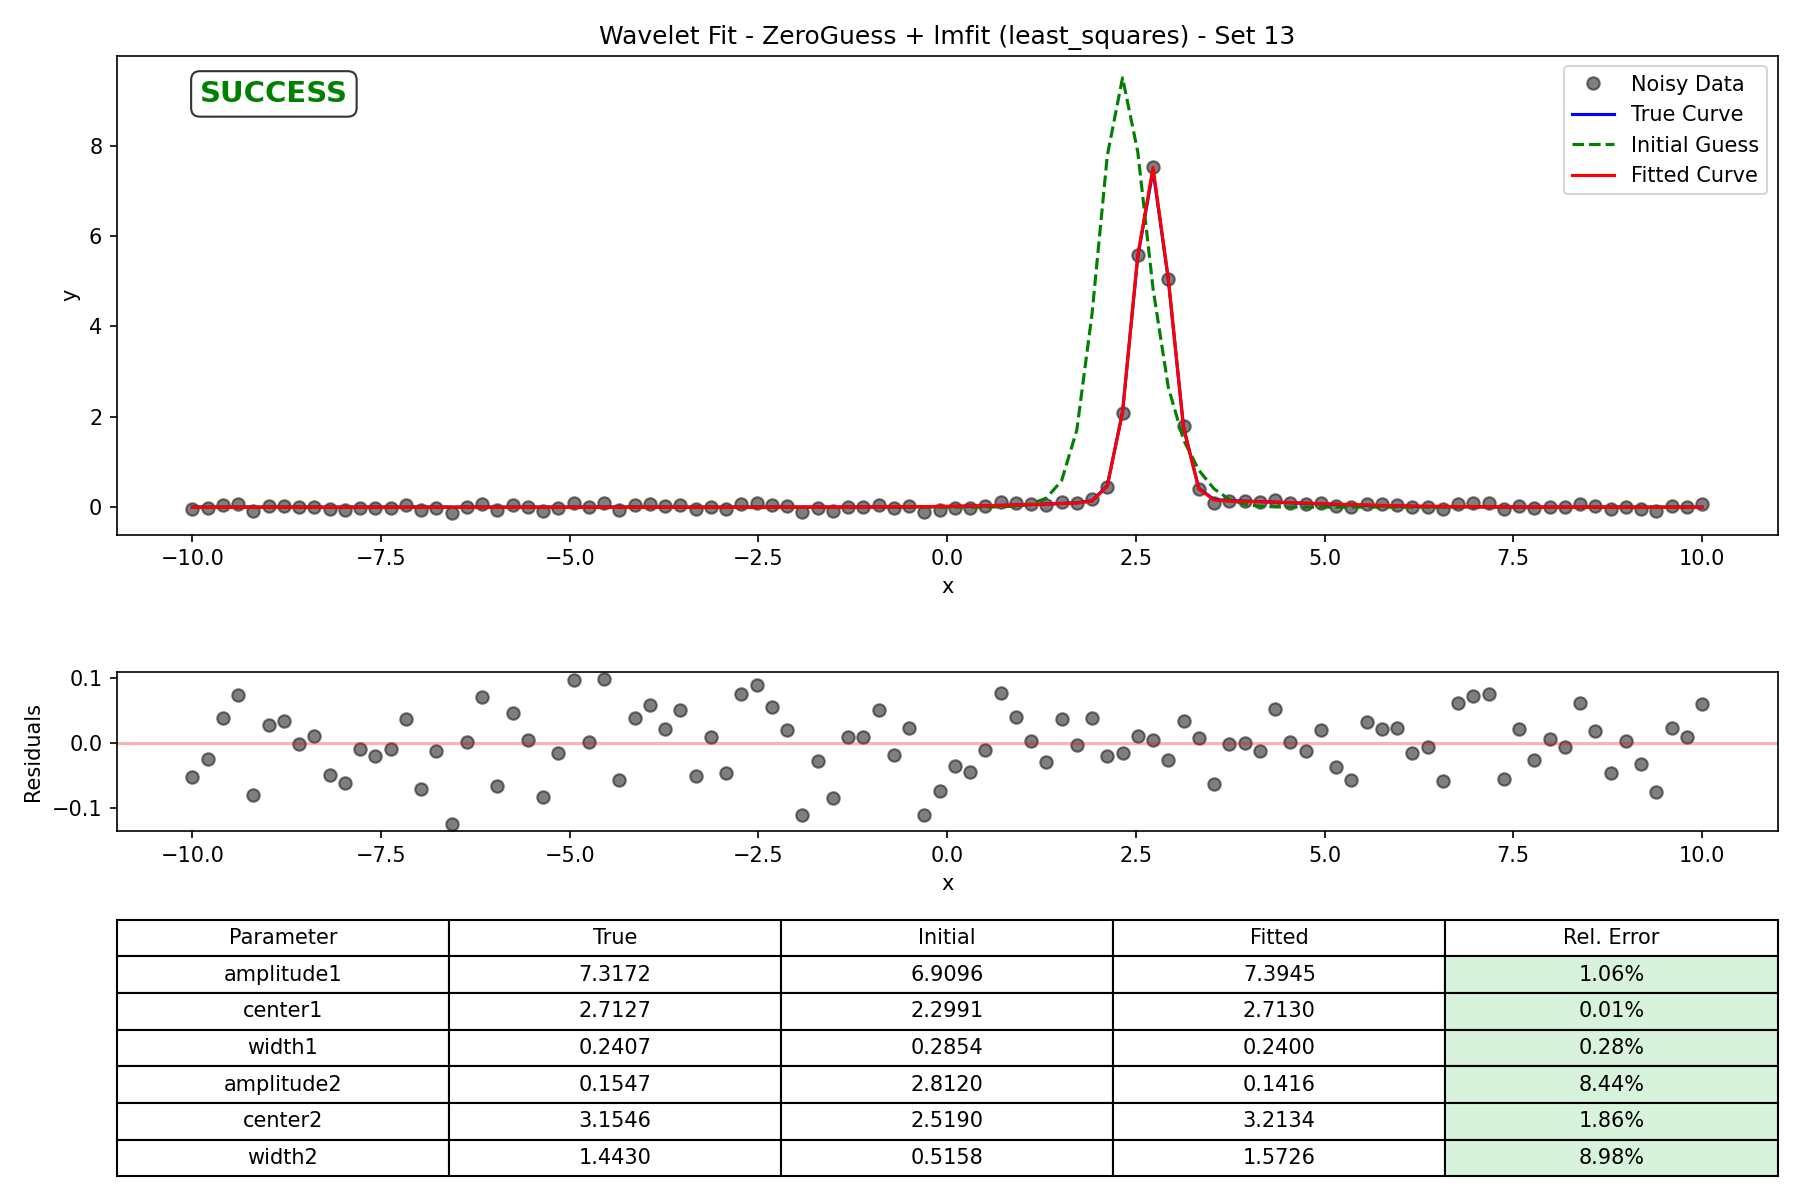 Wavelet Fit - ZeroGuess + lmfit (least_squares) - Set 13
SUCCESS
Noisy Data
True Curve
Initial Guess
Fitted Curve
y
8
6
4
2
0
−10.0 −7.5 −5.0 −2.5 0.0 2.5 5.0 7.5 10.0
x
Residuals
0.1
0.0
−0.1
−10.0 −7.5 −5.0 −2.5 0.0 2.5 5.0 7.5 10.0
x
Parameter True Initial Fitted Rel. Error
amplitude1 7.3172 6.9096 7.3945 1.06%
center1 2.7127 2.2991 2.7130 0.01%
width1 0.2407 0.2854 0.2400 0.28%
amplitude2 0.1547 2.8120 0.1416 8.44%
center2 3.1546 2.5190 3.2134 1.86%
width2 1.4430 0.5158 1.5726 8.98%